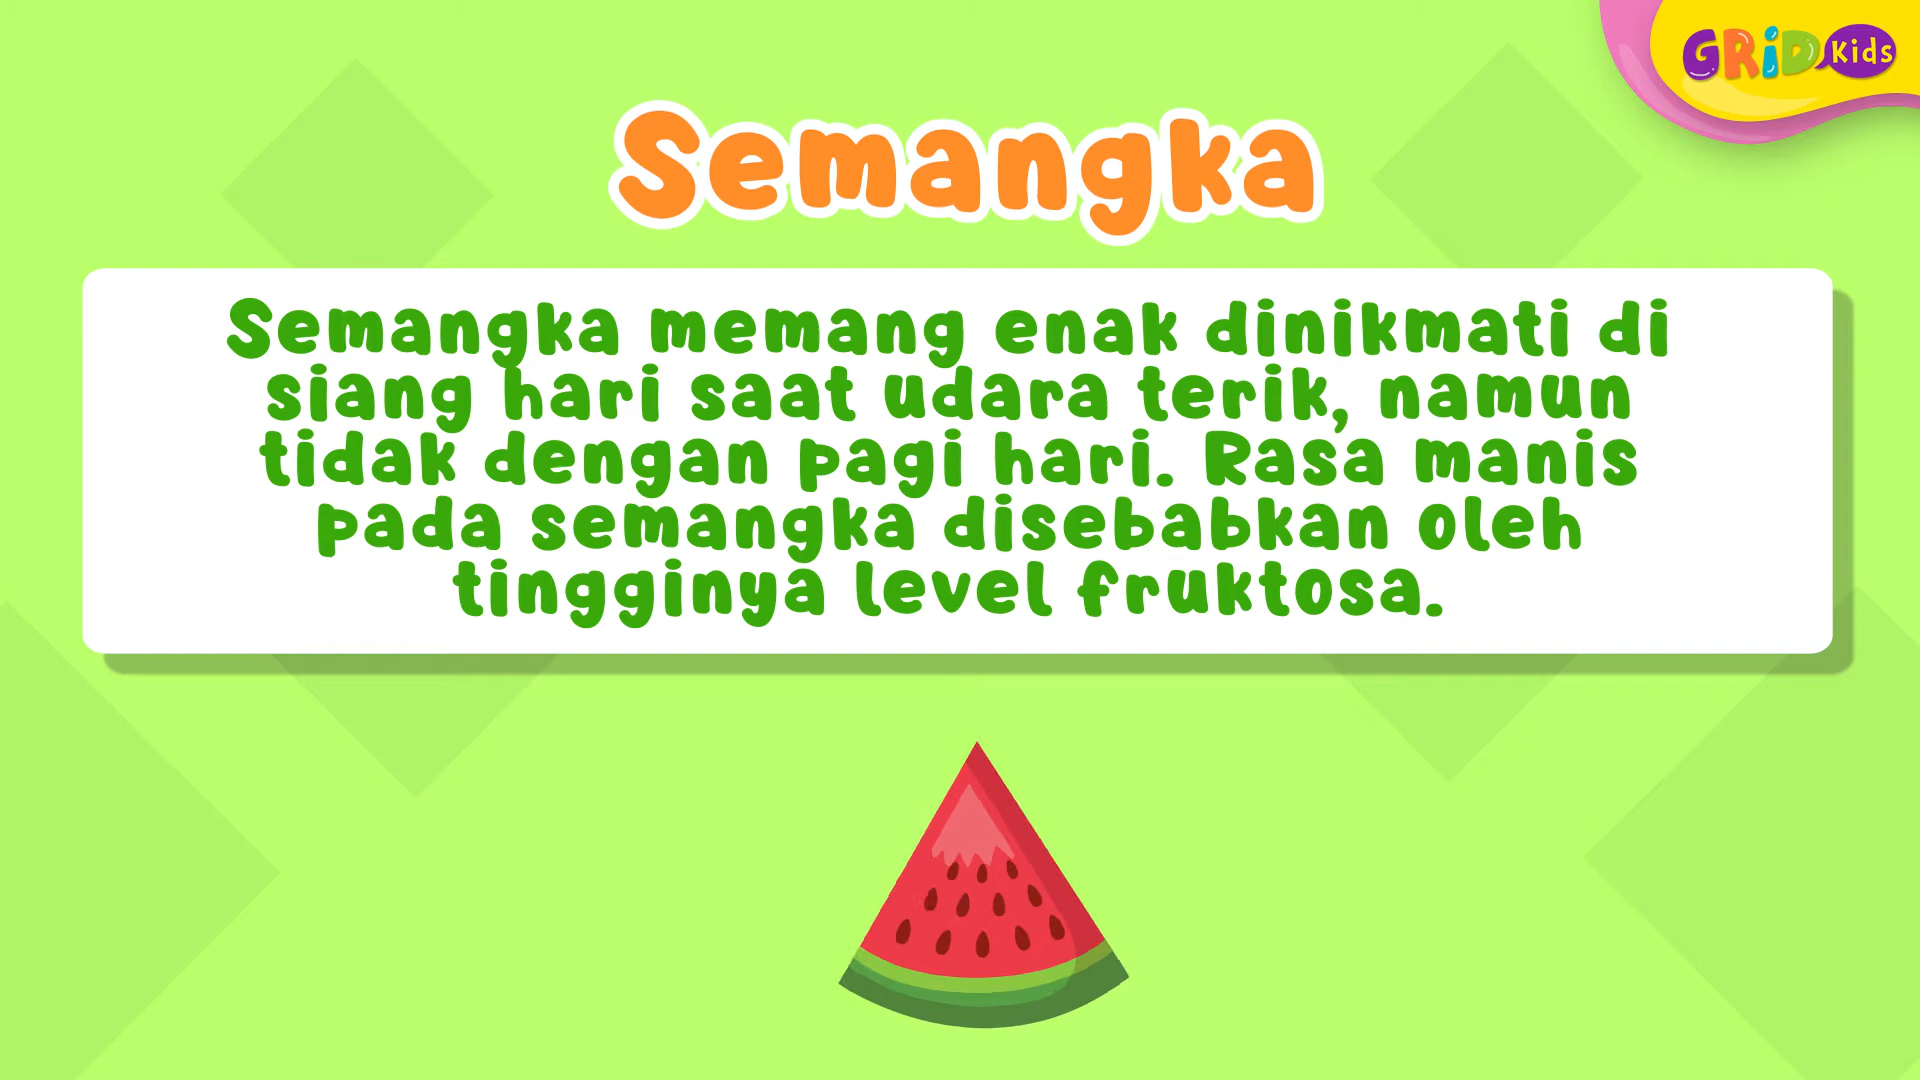 GRiD Kids
Semangka
Semangka memang enak dinikmati di
siang hari saat udara terik, namun
tidak dengan pagi hari. Rasa manis
pada semangka disebabkan oleh
tingginya level fruktosa.